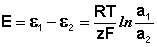 E = ε₁ - ε₂ = RT/zF ln a₁/a₂